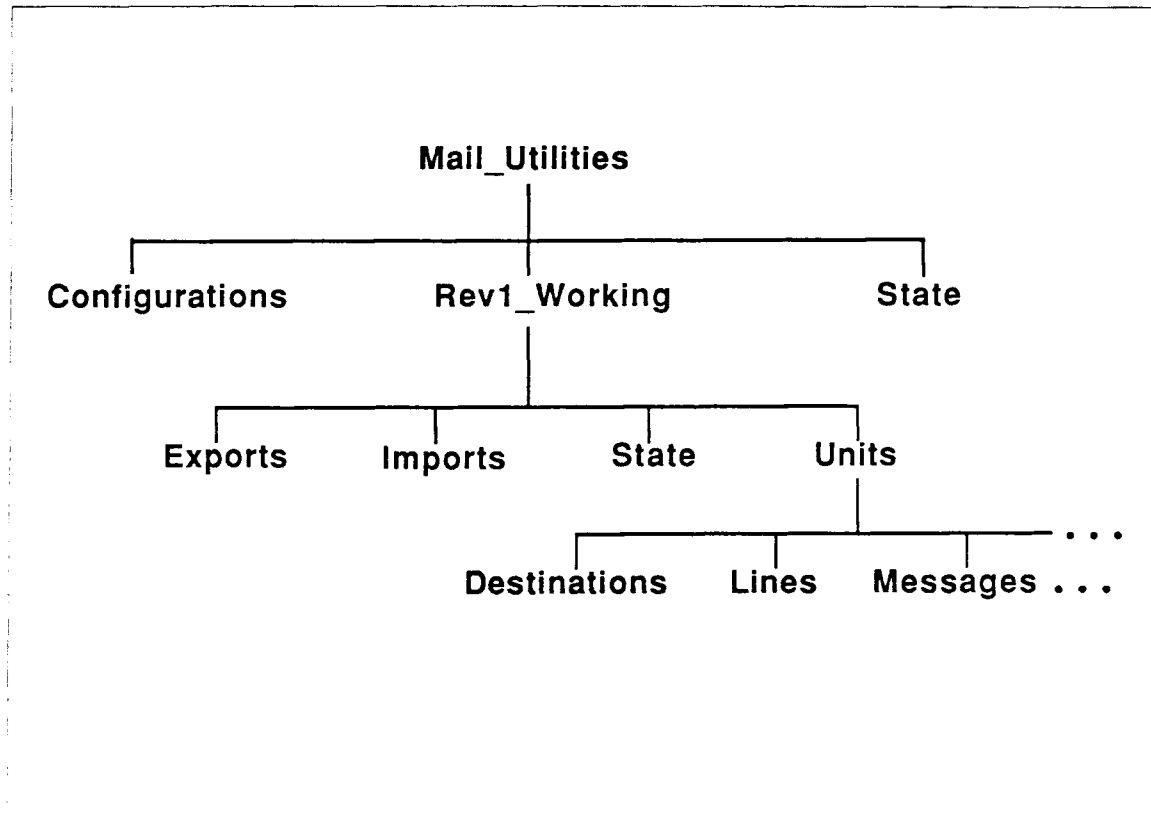 Mail_Utilities
Configurations Rev1_Working State
Exports Imports State Units
. . .
Destinations Lines Messages . . .